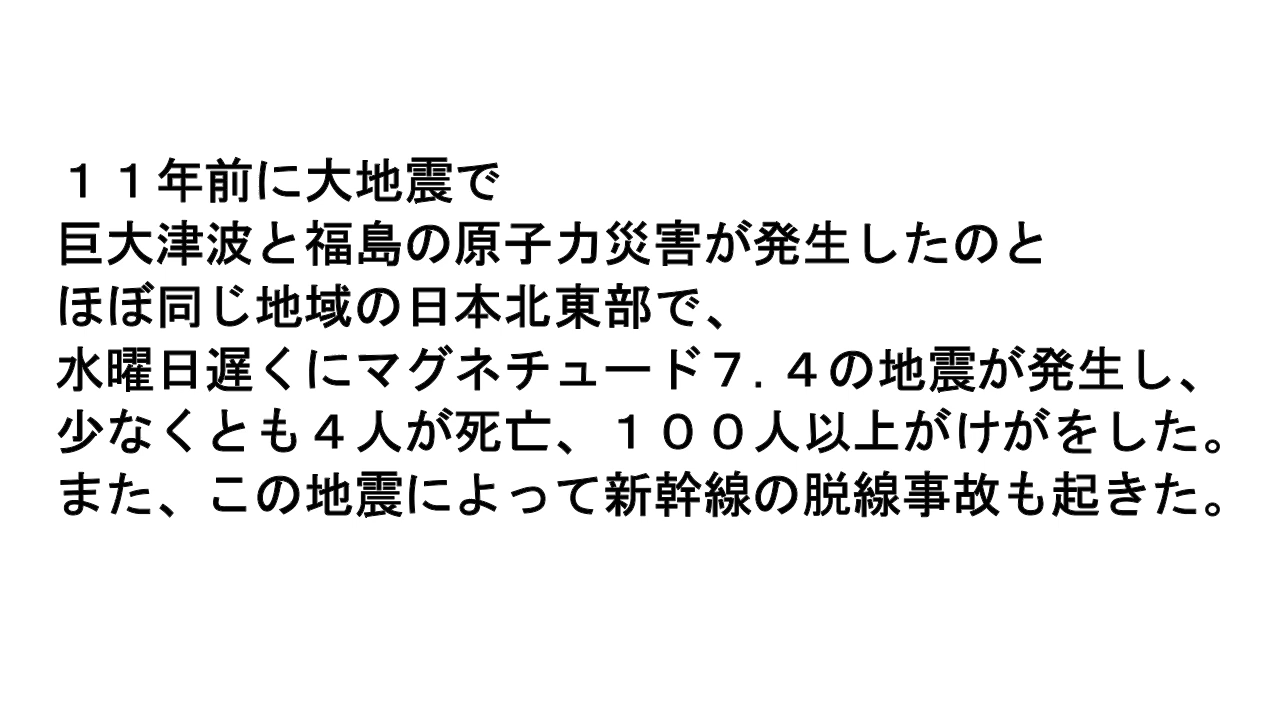 １１年前に大地震で
巨大津波と福島の原子力災害が発生したのと
ほぼ同じ地域の日本北東部で、
水曜日遅くにマグネチュード７.４の地震が発生し、
少なくとも４人が死亡、１００人以上がけがをした。
また、この地震によって新幹線の脱線事故も起きた。